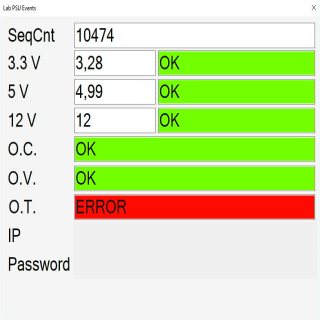 Lab PSU Events X
SeqCnt 10474
3.3 V 3,28 OK
5 V 4,99 OK
12 V 12 OK
O.C. OK
O.V. OK
O.T. ERROR
IP
Password